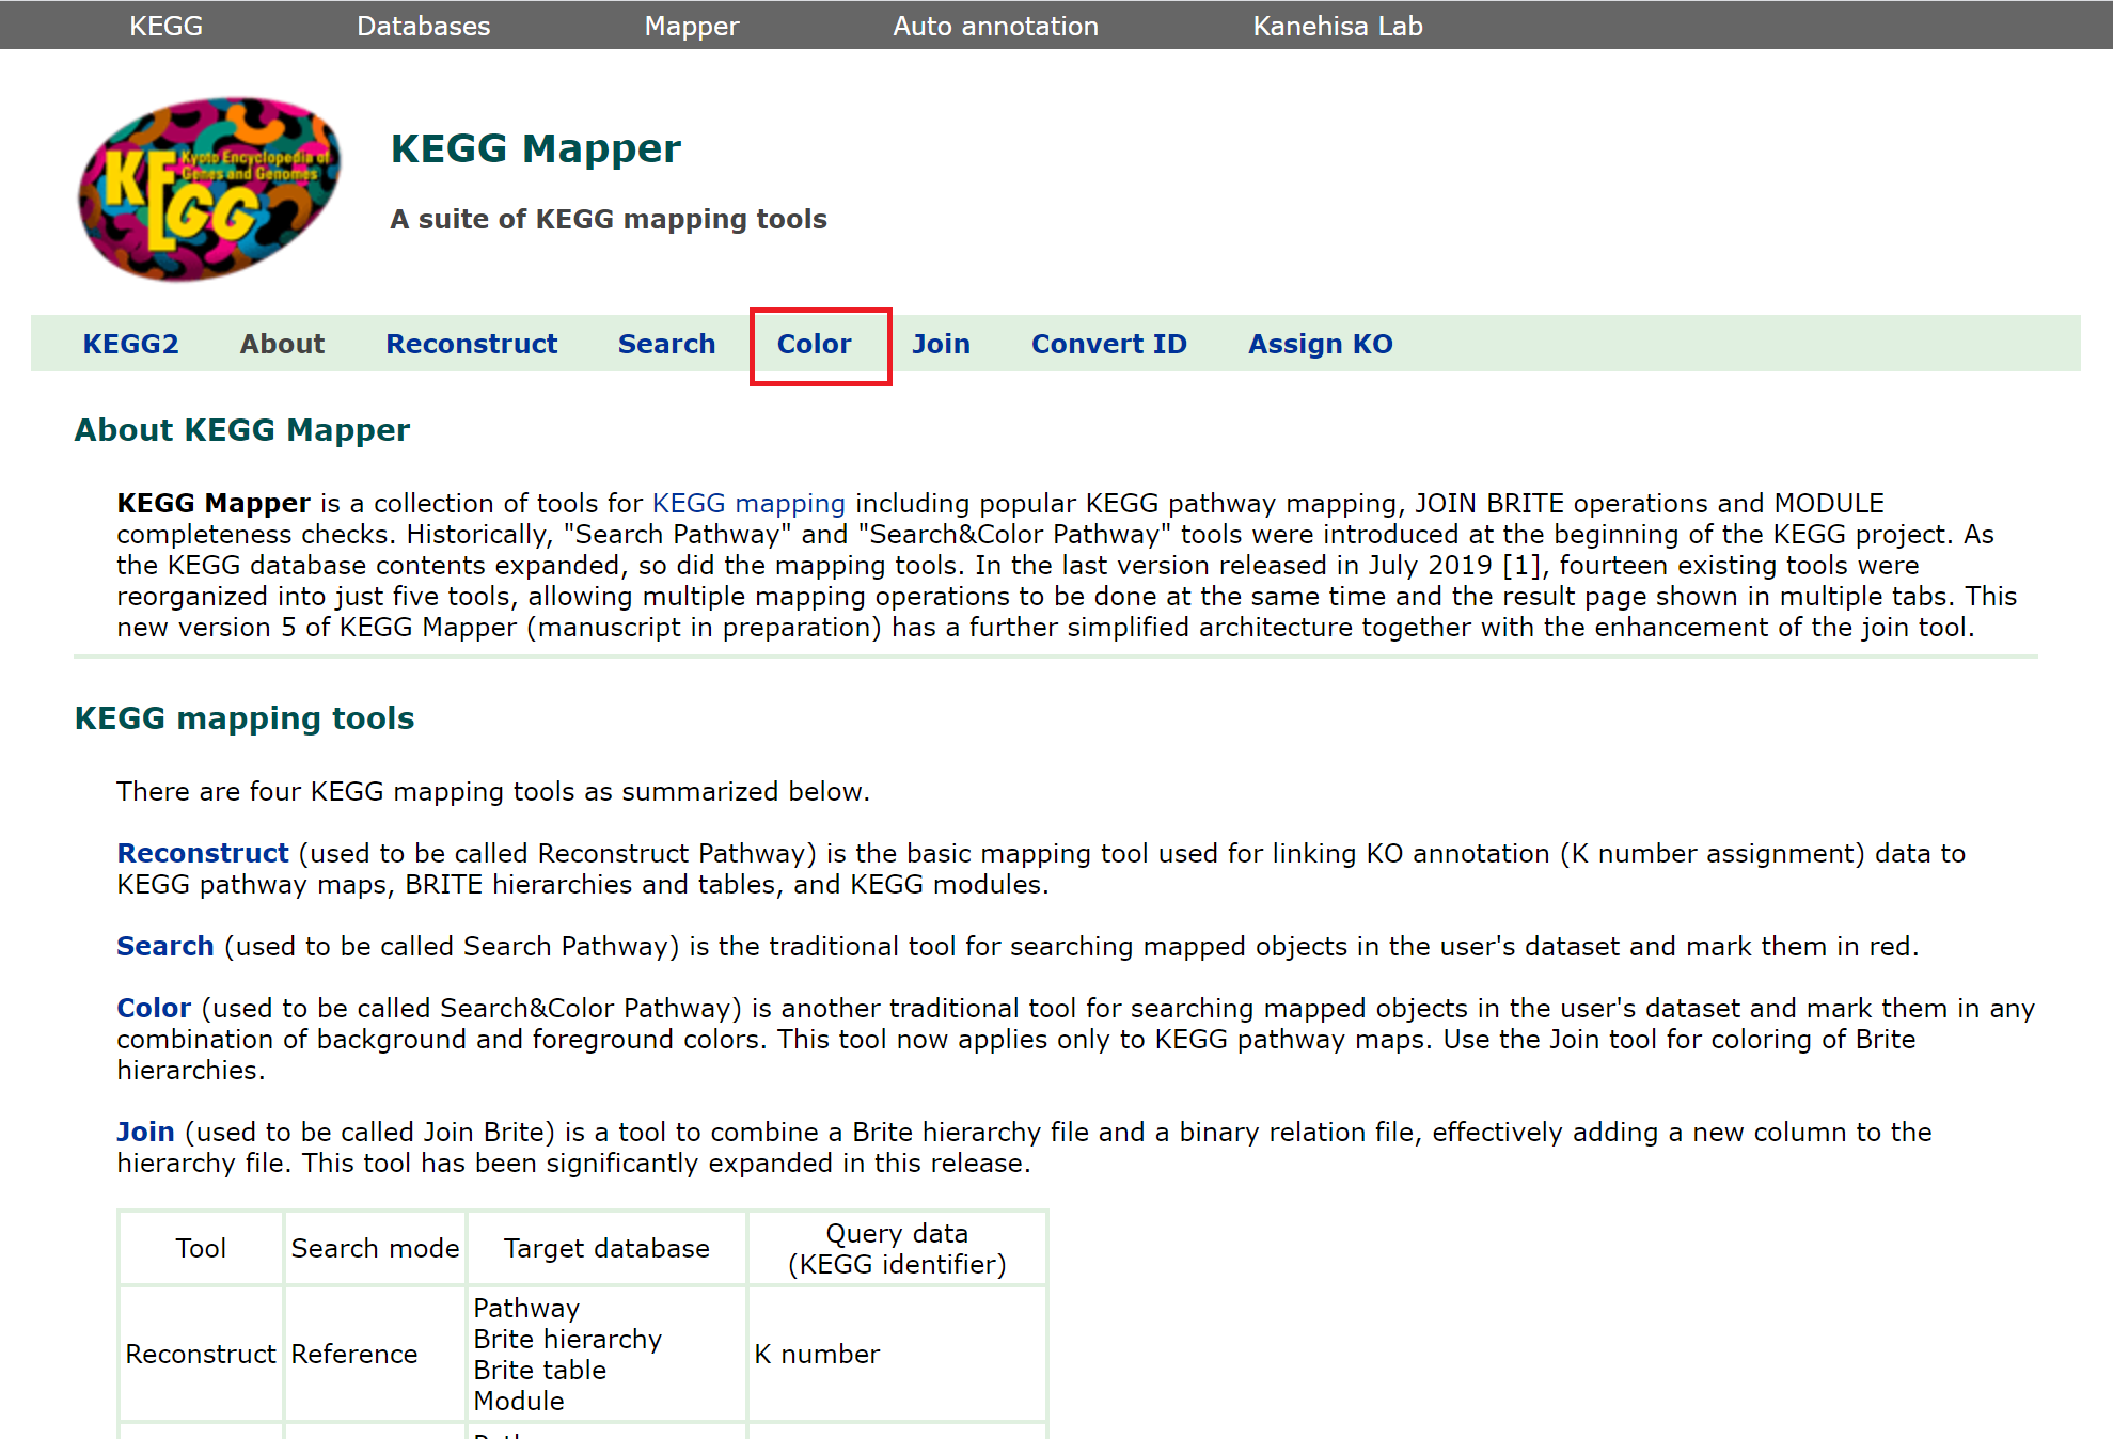 KEGG Databases Mapper Auto annotation Kanehisa Lab
KEGG
Kyoto Encyclopedia of
Genes and Genomes
KEGG Mapper
A suite of KEGG mapping tools
KEGG2 About Reconstruct Search Color Join Convert ID Assign KO
About KEGG Mapper
KEGG Mapper is a collection of tools for KEGG mapping including popular KEGG pathway mapping, JOIN BRITE operations and MODULE
completeness checks. Historically, "Search Pathway" and "Search&Color Pathway" tools were introduced at the beginning of the KEGG project. As
the KEGG database contents expanded, so did the mapping tools. In the last version released in July 2019 [1], fourteen existing tools were
reorganized into just five tools, allowing multiple mapping operations to be done at the same time and the result page shown in multiple tabs. This
new version 5 of KEGG Mapper (manuscript in preparation) has a further simplified architecture together with the enhancement of the join tool.
KEGG mapping tools
There are four KEGG mapping tools as summarized below.
Reconstruct (used to be called Reconstruct Pathway) is the basic mapping tool used for linking KO annotation (K number assignment) data to
KEGG pathway maps, BRITE hierarchies and tables, and KEGG modules.
Search (used to be called Search Pathway) is the traditional tool for searching mapped objects in the user's dataset and mark them in red.
Color (used to be called Search&Color Pathway) is another traditional tool for searching mapped objects in the user's dataset and mark them in any
combination of background and foreground colors. This tool now applies only to KEGG pathway maps. Use the Join tool for coloring of Brite
hierarchies.
Join (used to be called Join Brite) is a tool to combine a Brite hierarchy file and a binary relation file, effectively adding a new column to the
hierarchy file. This tool has been significantly expanded in this release.
Tool Search mode Target database Query data
(KEGG identifier)
Reconstruct Reference Pathway
Brite hierarchy
Brite table
Module
K number